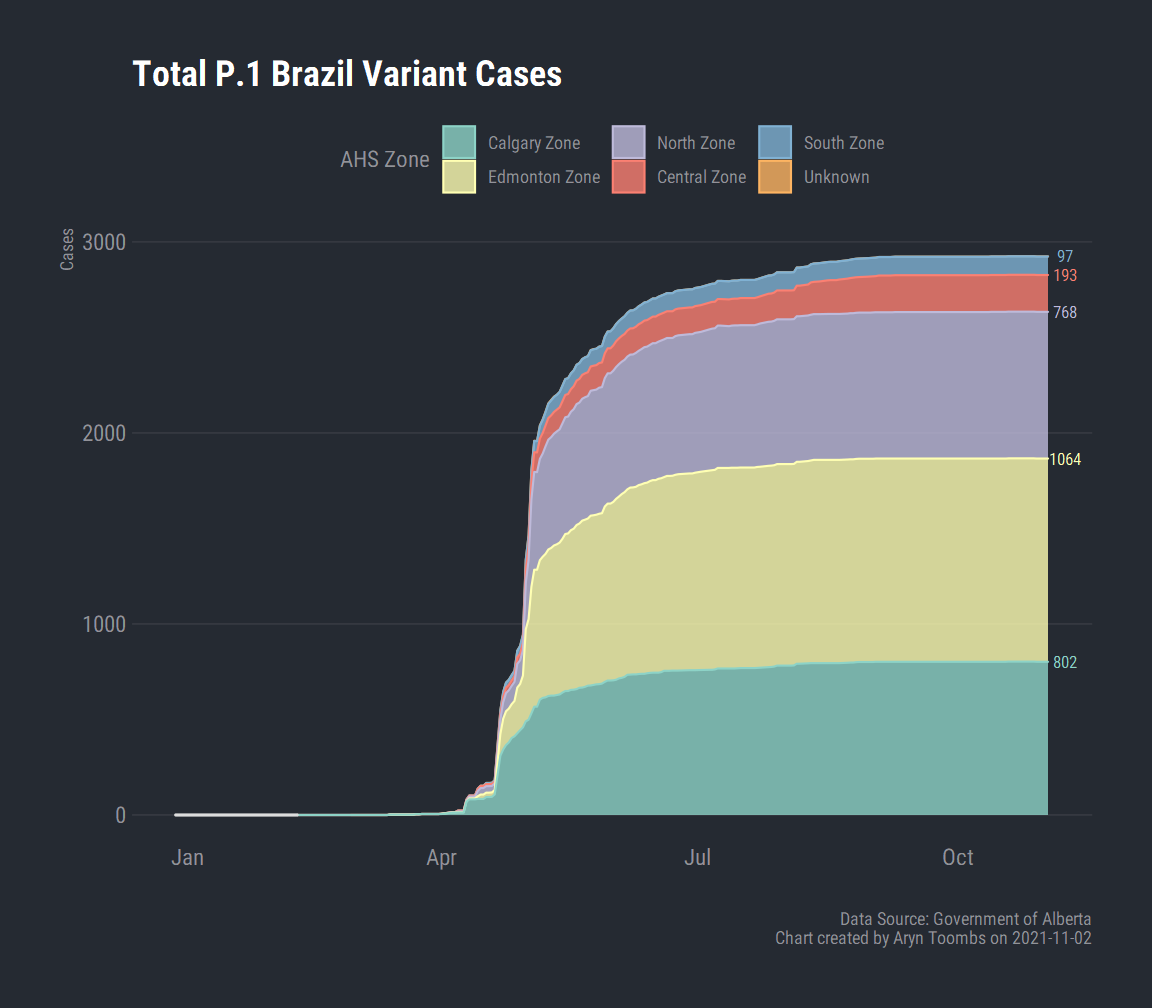 Total P.1 Brazil Variant Cases
AHS Zone
Calgary Zone North Zone South Zone
Edmonton Zone Central Zone Unknown
Cases
3000
2000
1000
0
97
193
768
1064
802
Jan Apr Jul Oct
Data Source: Government of Alberta
Chart created by Aryn Toombs on 2021-11-02